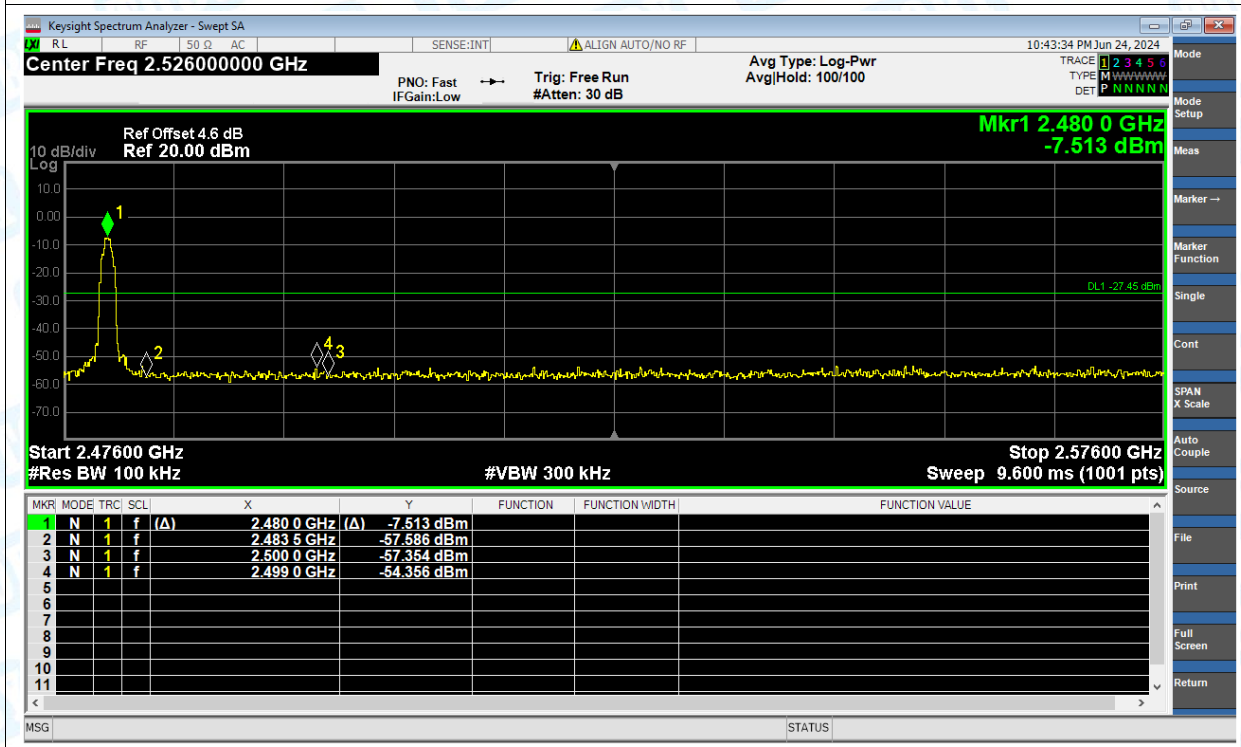 Keysight Spectrum Analyzer - Swept SA
LXI RL RF 50 Ω AC SENSE:INT ALIGN AUTO/NO RF 10:43:34 PM Jun 24, 2024
Center Freq 2.526000000 GHz
PNO: Fast
IFGain:Low
Trig: Free Run
#Atten: 30 dB
Avg Type: Log-Pwr
Avg|Hold: 100/100
TRACE 1 2 3 4 5 6
TYPE M WWWWW
DET P N N N N N
Mkr1 2.480 0 GHz
-7.513 dBm
Ref Offset 4.6 dB
10 dB/div Ref 20.00 dBm
Log
10.0
0.00
-10.0
-20.0
-30.0
-40.0
-50.0
-60.0
-70.0
1
2
4
3
DL1 -27.45 dBm
Start 2.47600 GHz Stop 2.57600 GHz
#Res BW 100 kHz #VBW 300 kHz Sweep 9.600 ms (1001 pts)
MKR MODE TRC SCL X Y FUNCTION FUNCTION WIDTH FUNCTION VALUE
1 N 1 f (Δ) 2.480 0 GHz (Δ) -7.513 dBm
2 N 1 f 2.483 5 GHz -57.586 dBm
3 N 1 f 2.500 0 GHz -57.354 dBm
4 N 1 f 2.499 0 GHz -54.356 dBm
5
6
7
8
9
10
11
MSG STATUS
Mode
Mode
Setup
Meas
Marker →
Marker
Function
Single
Cont
SPAN
X Scale
Auto
Couple
Source
File
Print
Full
Screen
Return